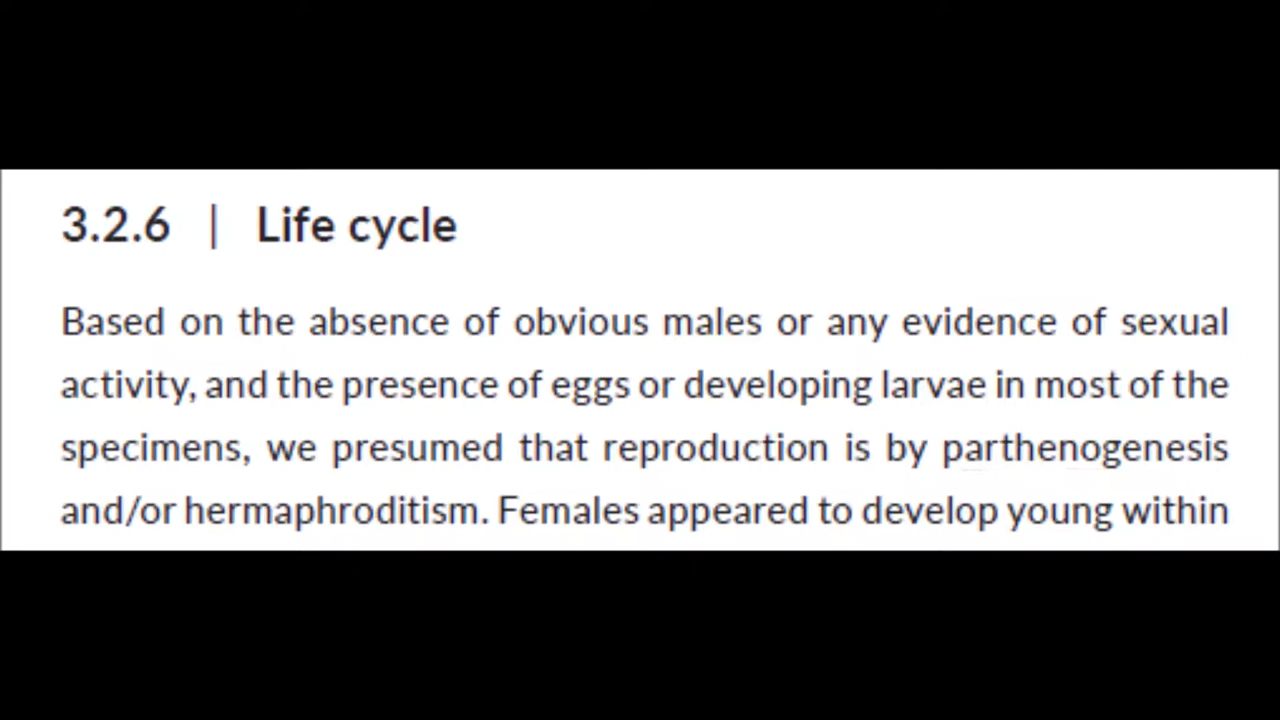 3.2.6 | Life cycle
Based on the absence of obvious males or any evidence of sexual
activity, and the presence of eggs or developing larvae in most of the
specimens, we presumed that reproduction is by parthenogenesis
and/or hermaphroditism. Females appeared to develop young within